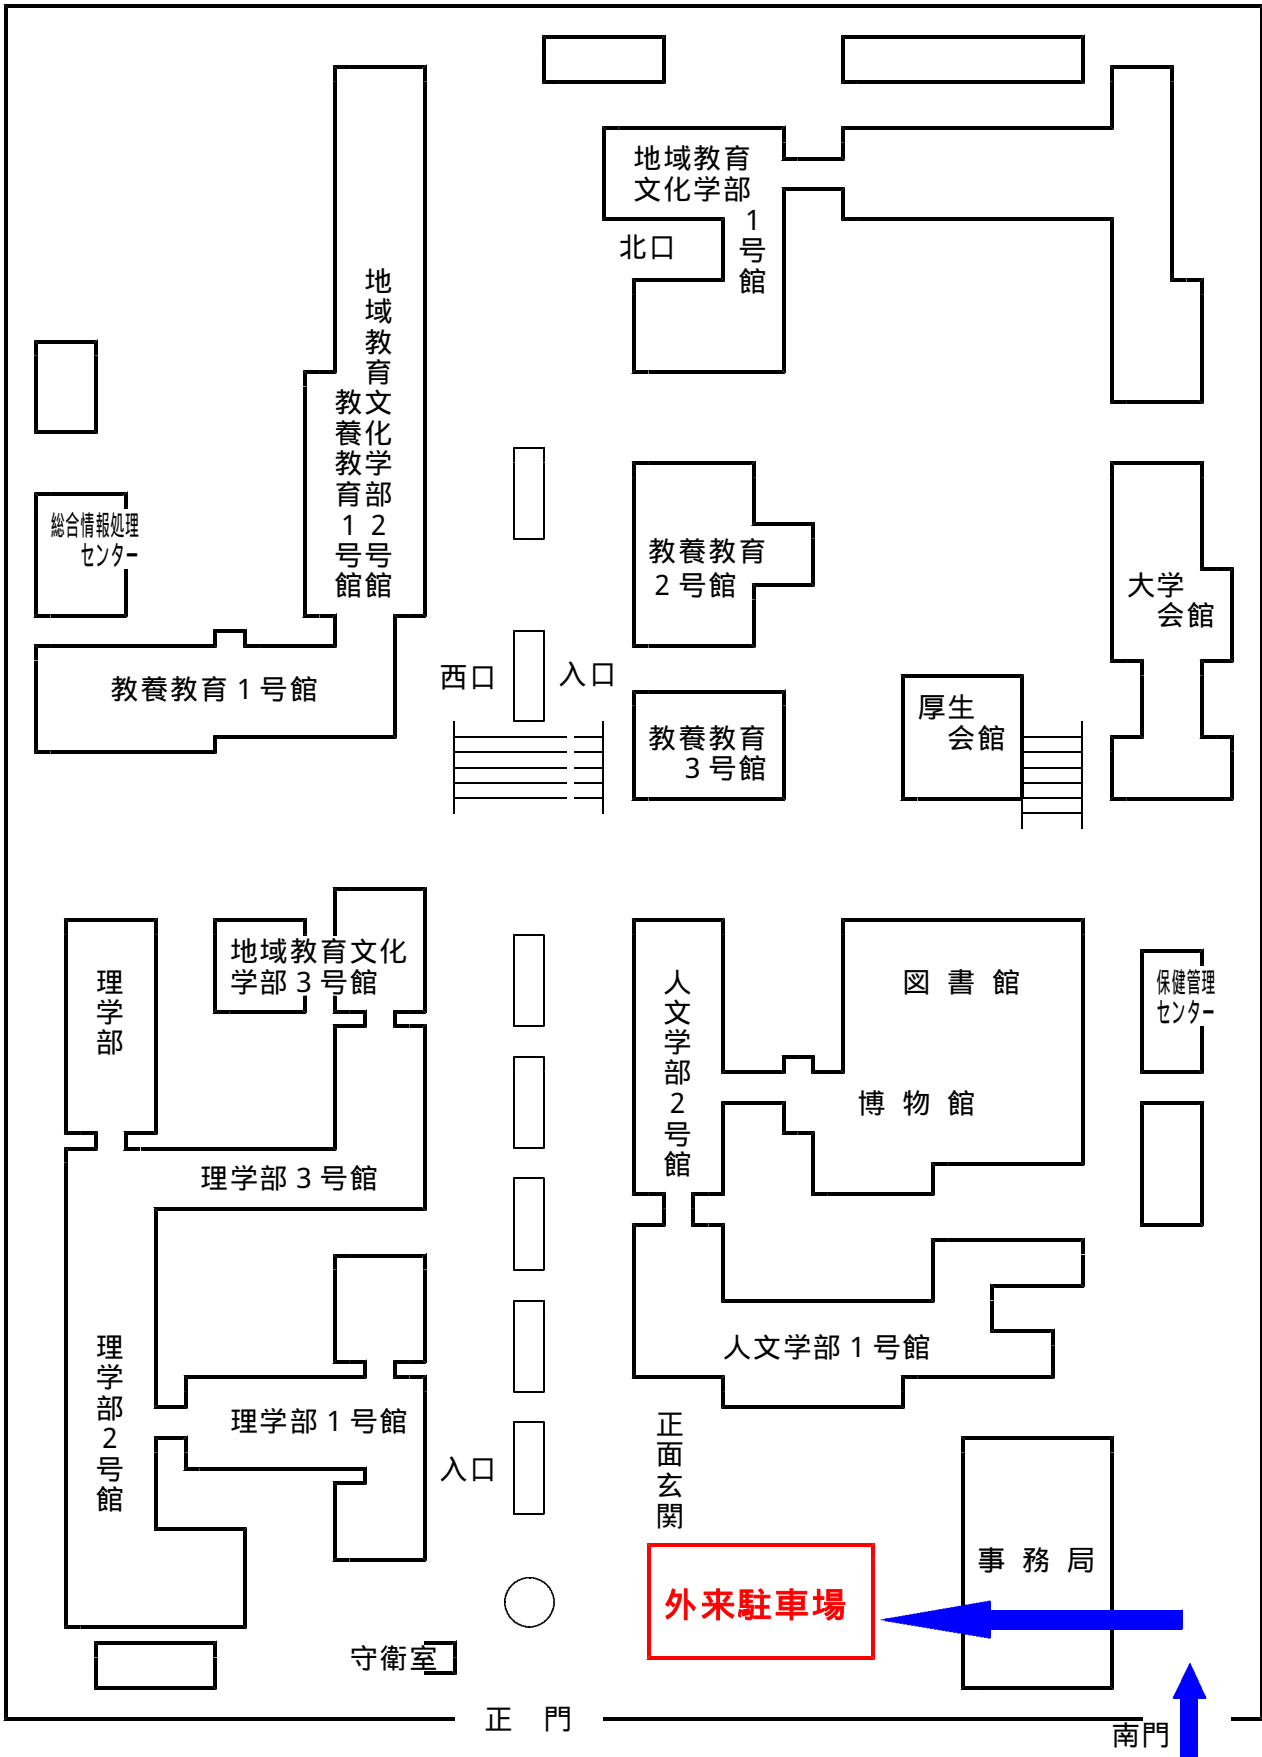 地域教育
文化学部
1号館
北口
地域教育文化学部2号館
教養教育1号館
総合情報処理
センター
教養教育
2号館
大学
会館
教養教育1号館
西口
入口
教養教育
3号館
厚生
会館
理学部
地域教育文化
学部3号館
人文学部2号館
図書館
保健管理
センター
博物館
理学部3号館
理学部2号館
人文学部1号館
理学部1号館
入口
正面玄関
事務局
外来駐車場
守衛室
正 門
南門